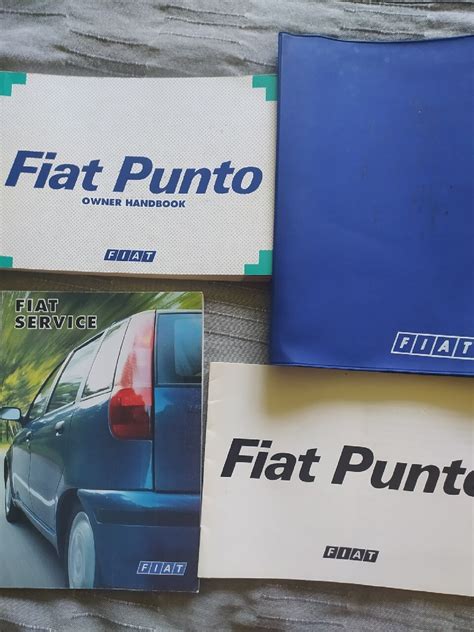 Fiat Punto
OWNER HANDBOOK
FIAT
FIAT
FIAT
SERVICE
FIAT
Fiat Punto
FIAT